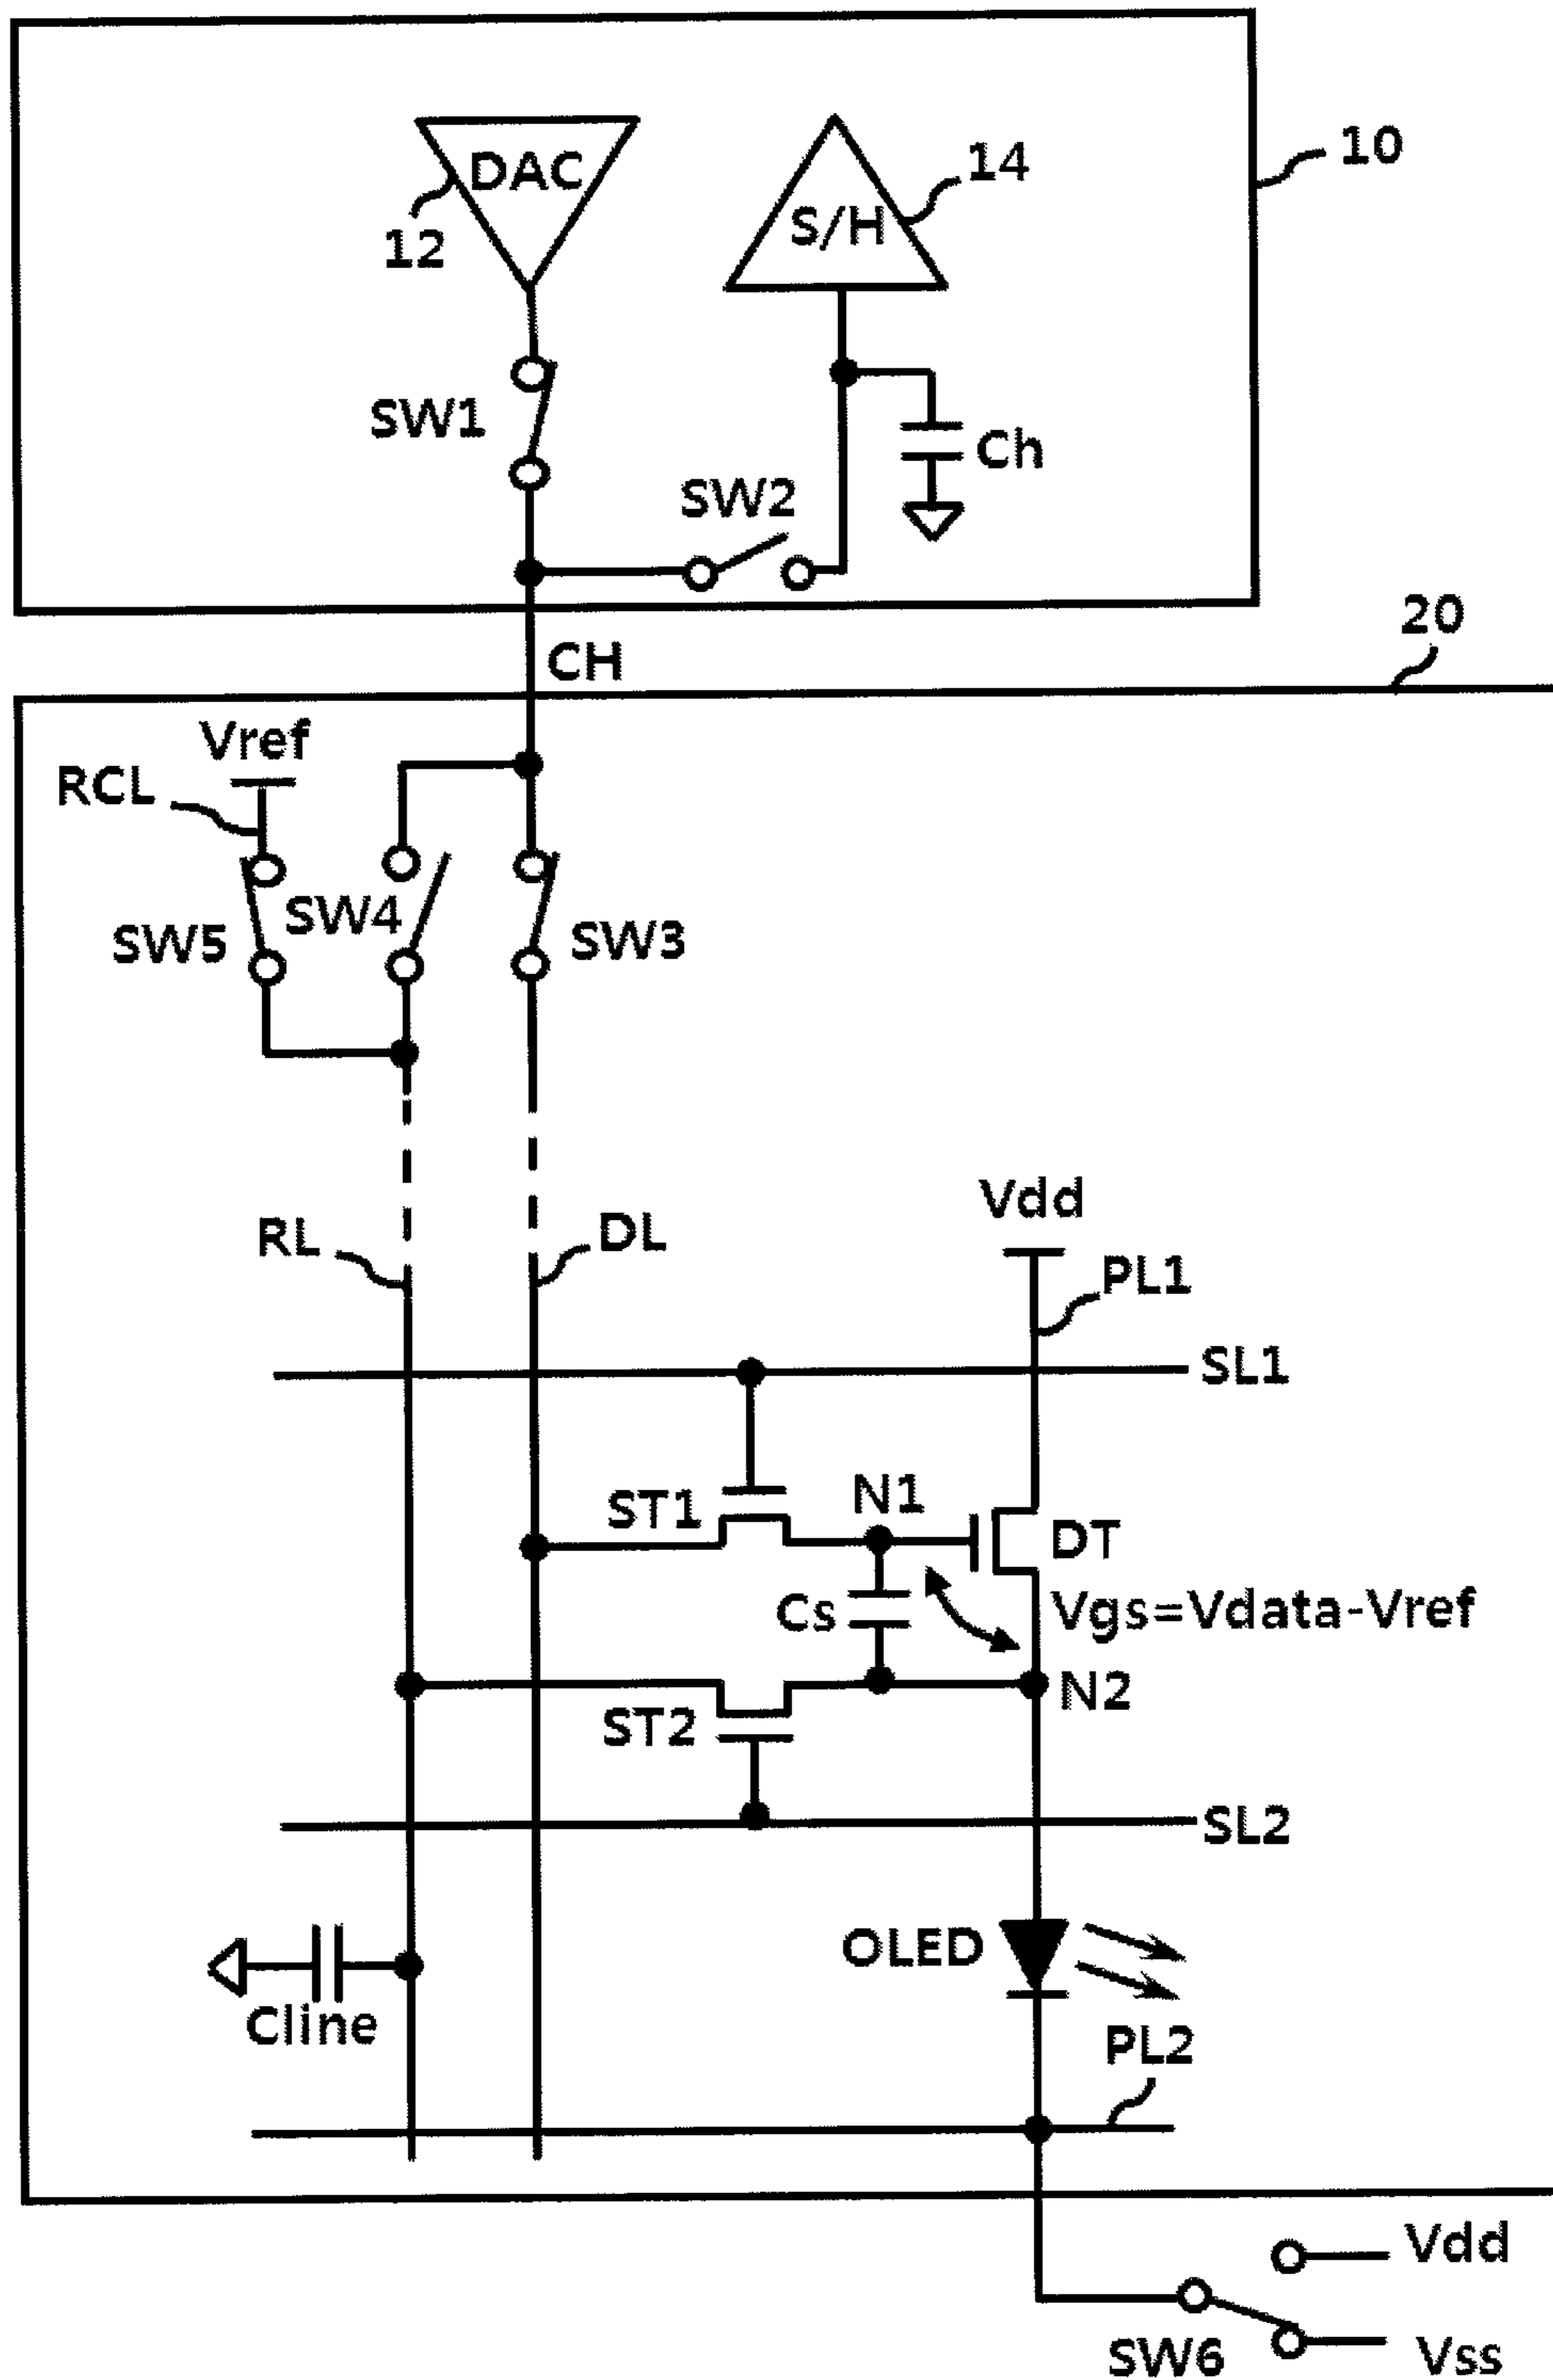 DAC
12
S/H
14
10
SW1
Ch
SW2
CH
20
Vref
RCL
SW5
SW4
SW3
RL
DL
Vdd
PL1
SL1
ST1
N1
DT
Cs
Vgs=Vdata-Vref
N2
ST2
SL2
OLED
Cline
PL2
Vdd
SW6
Vss